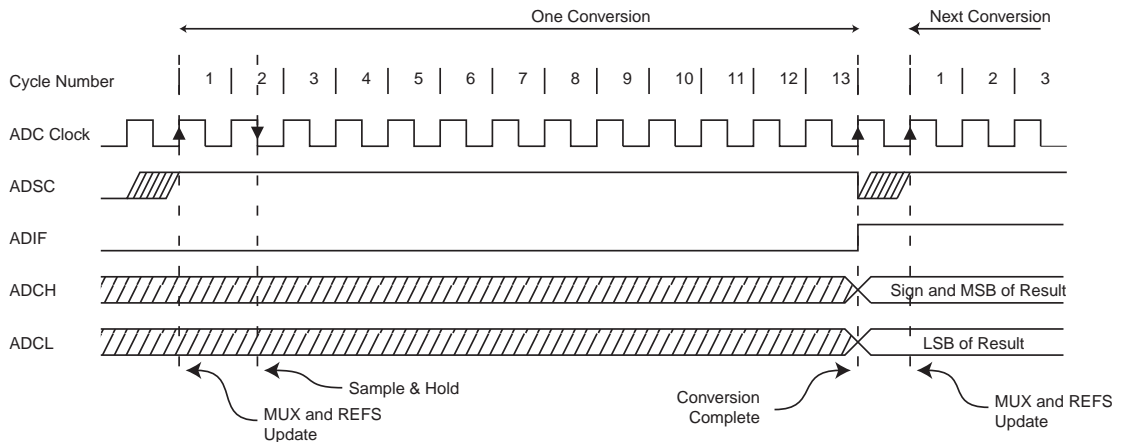 One Conversion
Next Conversion
Cycle Number 1 2 3 4 5 6 7 8 9 10 11 12 13 1 2 3
ADC Clock
ADSC
ADIF
ADCH
Sign and MSB of Result
ADCL
LSB of Result
Sample & Hold
MUX and REFS
Update
Conversion
Complete
MUX and REFS
Update